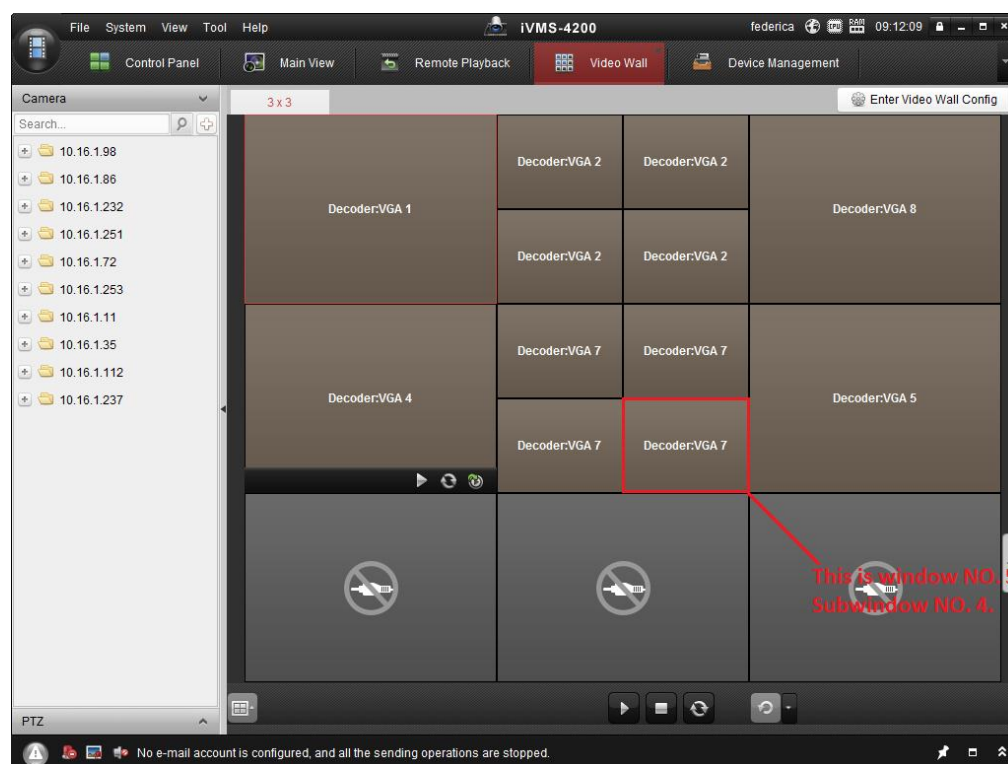 File System View Tool Help iVMS-4200 federica CPU RAM 09:12:09
Control Panel Main View Remote Playback Video Wall Device Management
Camera 3 x 3 Enter Video Wall Config
Search...
10.16.1.98
10.16.1.86
10.16.1.232
10.16.1.251
10.16.1.72
10.16.1.253
10.16.1.11
10.16.1.35
10.16.1.112
10.16.1.237
Decoder:VGA 2 Decoder:VGA 2
Decoder:VGA 1 Decoder:VGA 8
Decoder:VGA 2 Decoder:VGA 2
Decoder:VGA 7 Decoder:VGA 7
Decoder:VGA 4 Decoder:VGA 5
Decoder:VGA 7 Decoder:VGA 7
This is window NO.
Subwindow NO. 4.
PTZ
No e-mail account is configured, and all the sending operations are stopped.